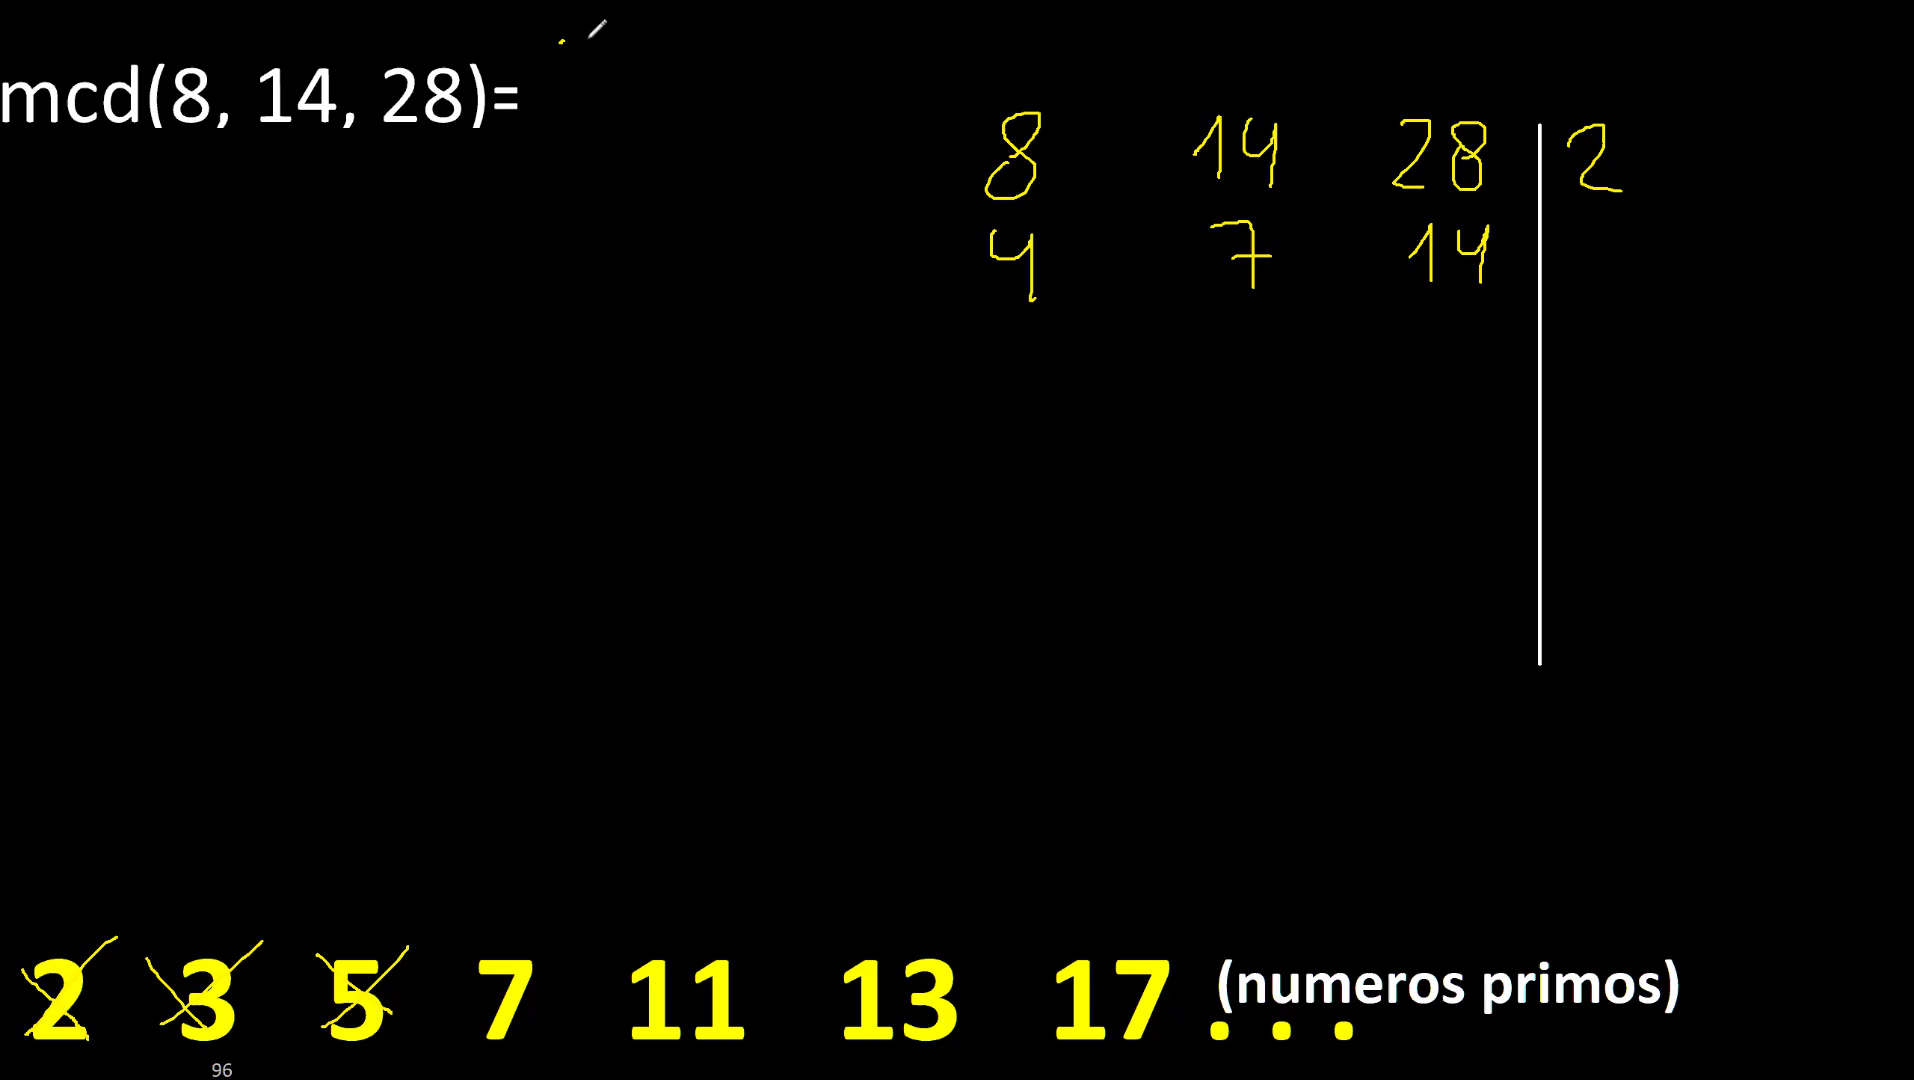 mcd(8, 14, 28)=
8 14 28 2
4 7 14
2 3 5 7 11 13 17 ... (numeros primos)
96